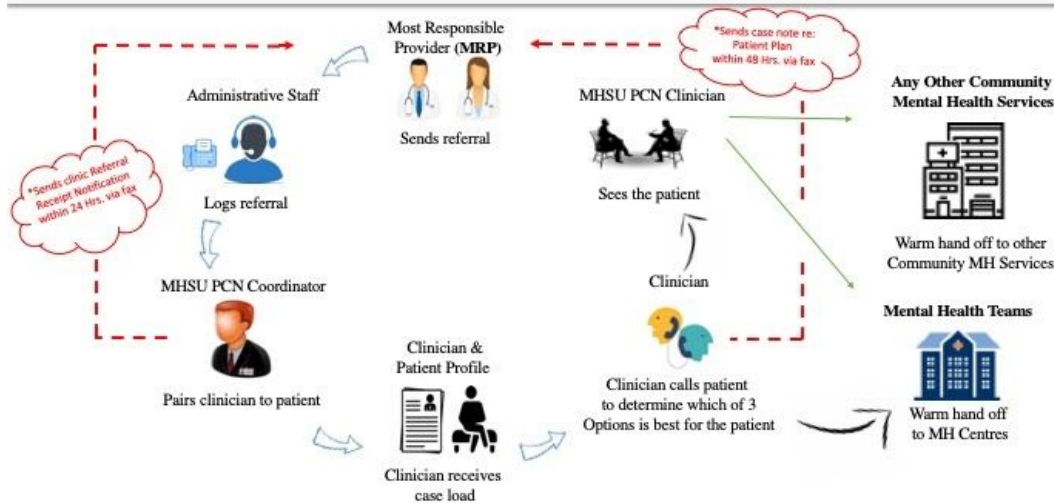 Most Responsible
Provider (MRP)
Sends referral
Administrative Staff
Logs referral
*Sends clinic Referral
Receipt Notification
within 24 Hrs. via fax
MHSU PCN Coordinator
Pairs clinician to patient
Clinician &
Patient Profile
Clinician receives
case load
Clinician calls patient
to determine which of 3
Options is best for the patient
Clinician
MHSU PCN Clinician
Sees the patient
*Sends case note re:
Patient Plan
within 48 Hrs. via fax
Any Other Community
Mental Health Services
Warm hand off to other
Community MH Services
Mental Health Teams
Warm hand off
to MH Centres